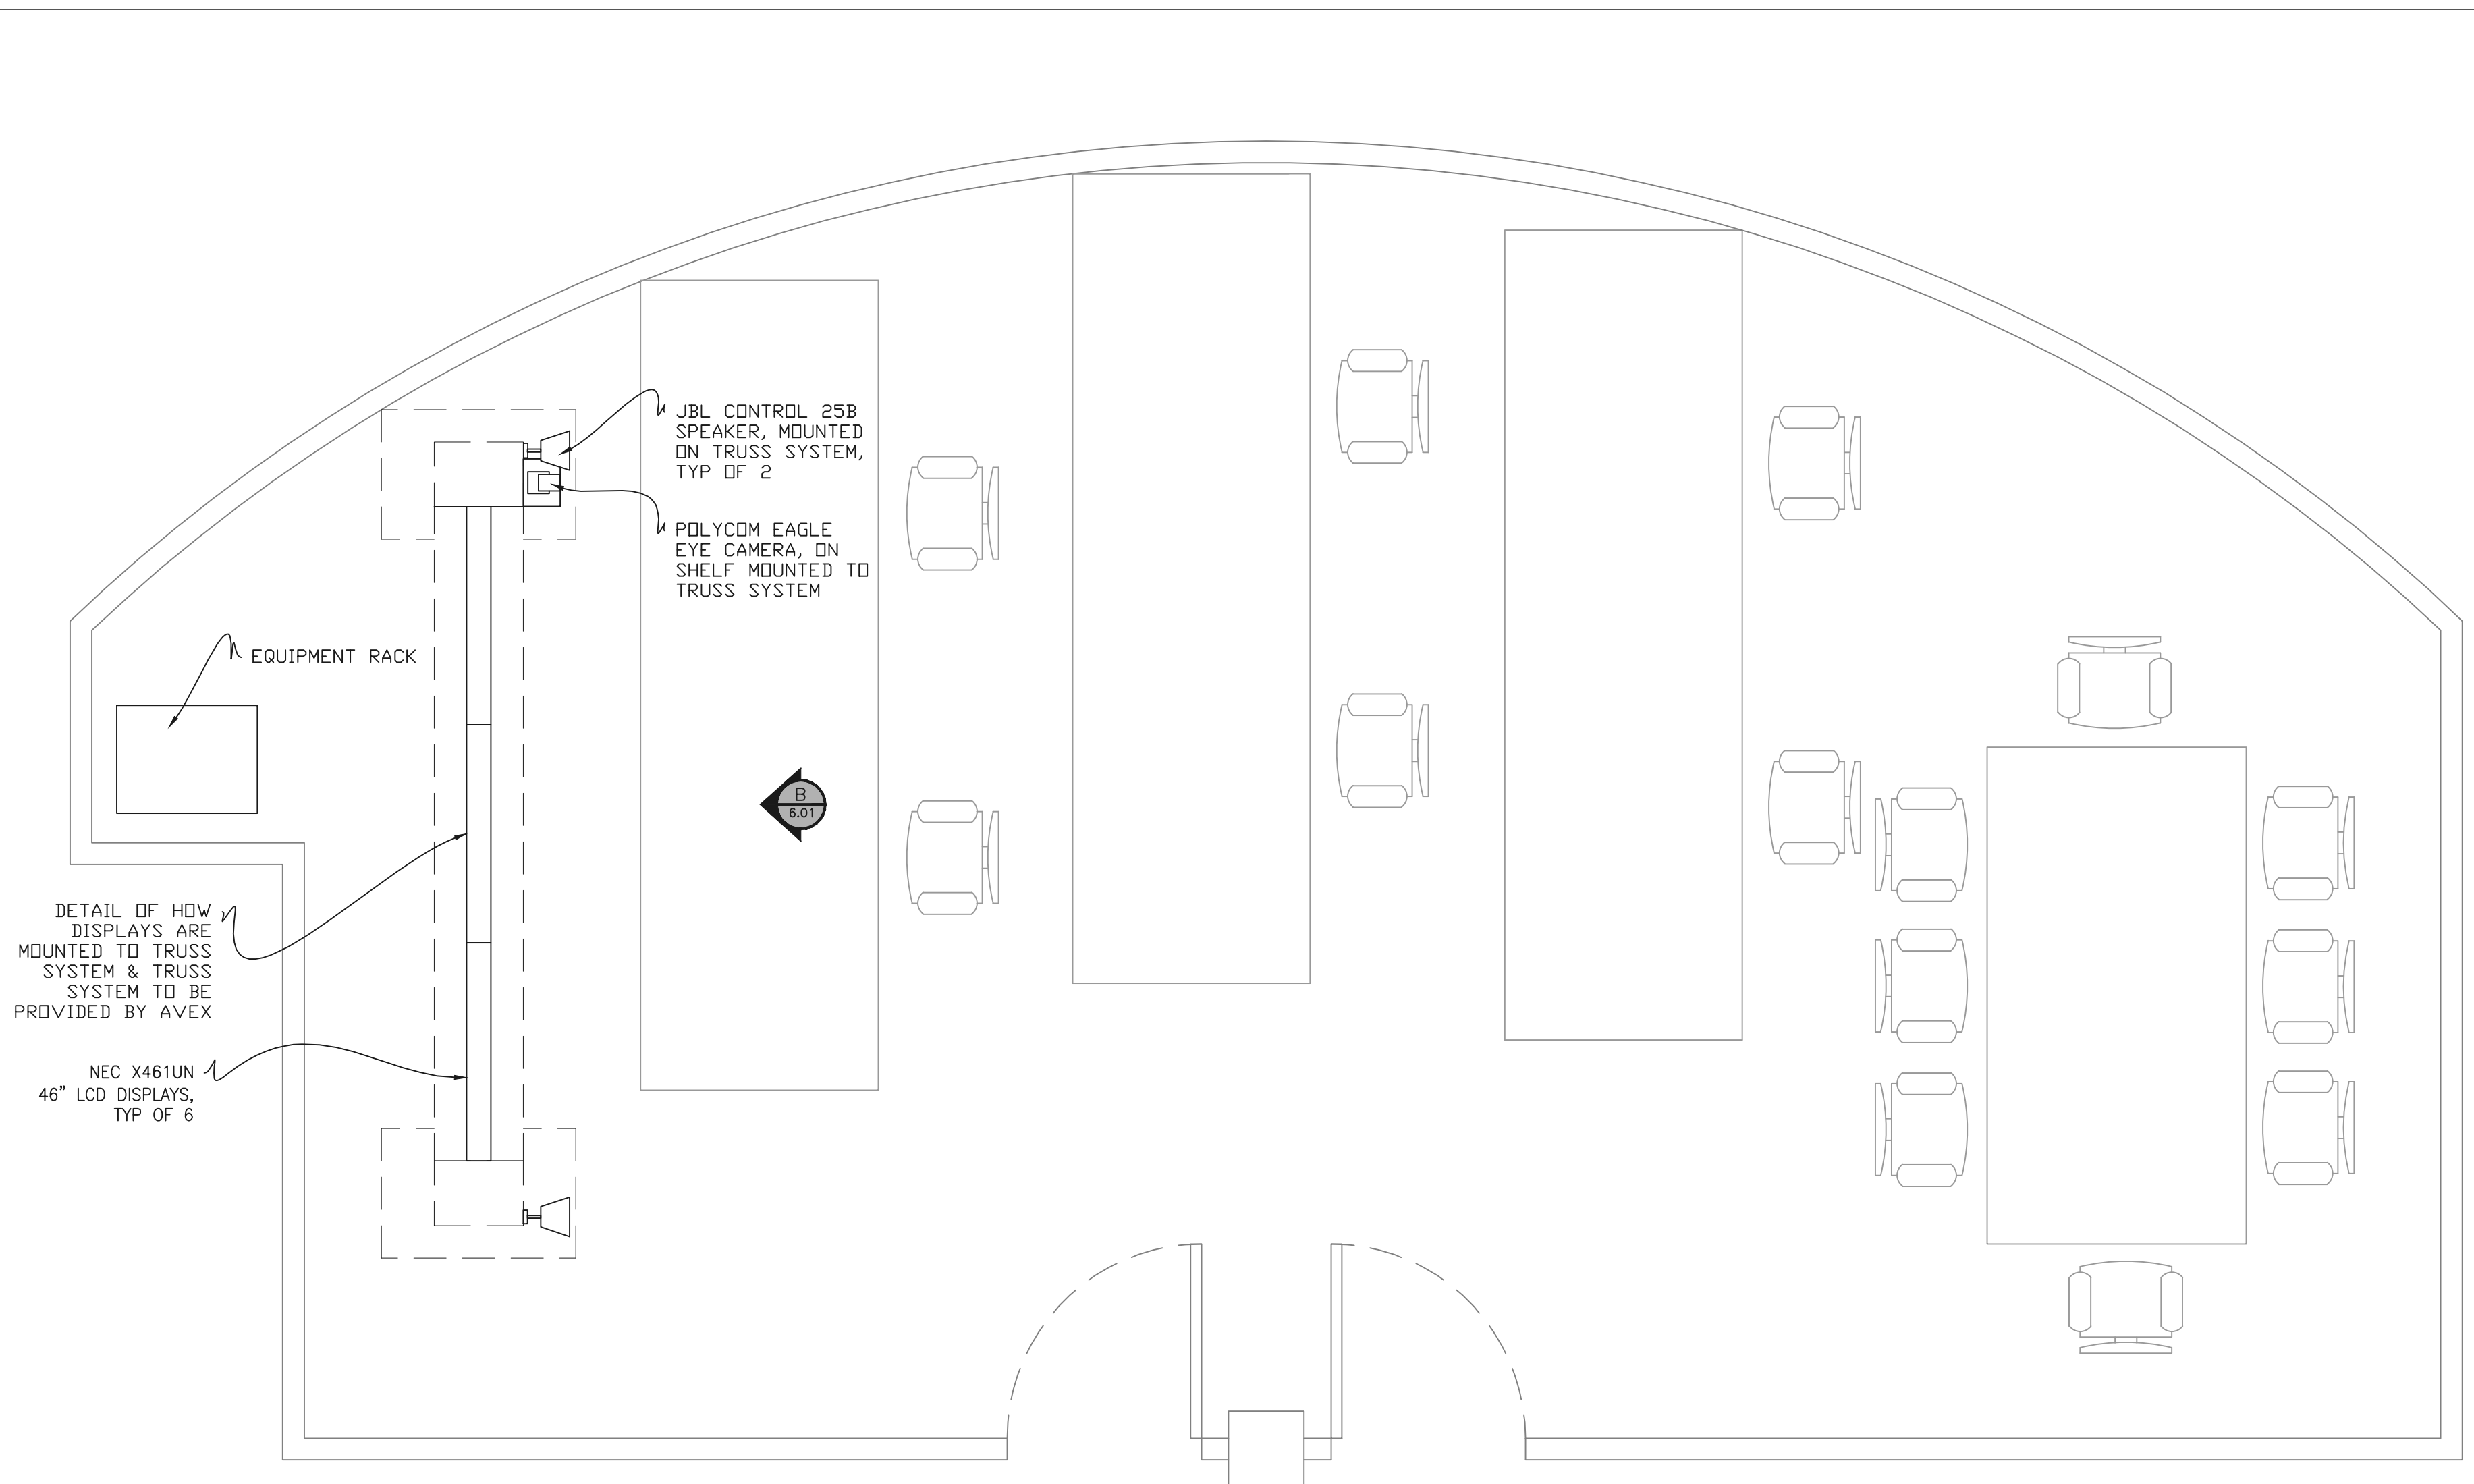 JBL CONTROL 25B
SPEAKER, MOUNTED
ON TRUSS SYSTEM,
TYP OF 2
POLYCOM EAGLE
EYE CAMERA, ON
SHELF MOUNTED TO
TRUSS SYSTEM
EQUIPMENT RACK
B
6.01
DETAIL OF HOW
DISPLAYS ARE
MOUNTED TO TRUSS
SYSTEM & TRUSS
SYSTEM TO BE
PROVIDED BY AVEX
NEC X461UN
46" LCD DISPLAYS,
TYP OF 6